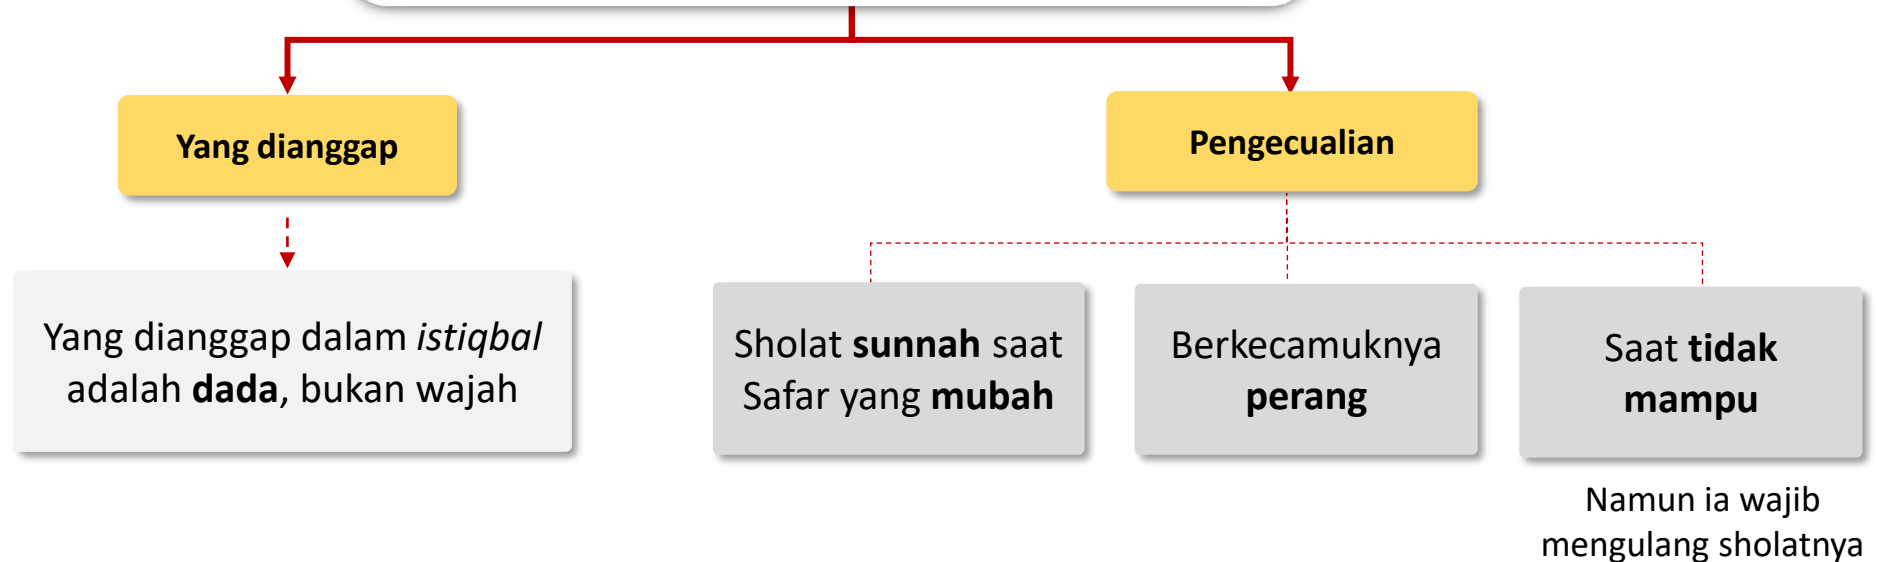 Yang dianggap
Pengecualian
Yang dianggap dalam istiqbal
adalah dada, bukan wajah
Sholat sunnah saat
Safar yang mubah
Berkecamuknya
perang
Saat tidak
mampu
Namun ia wajib
mengulang sholatnya